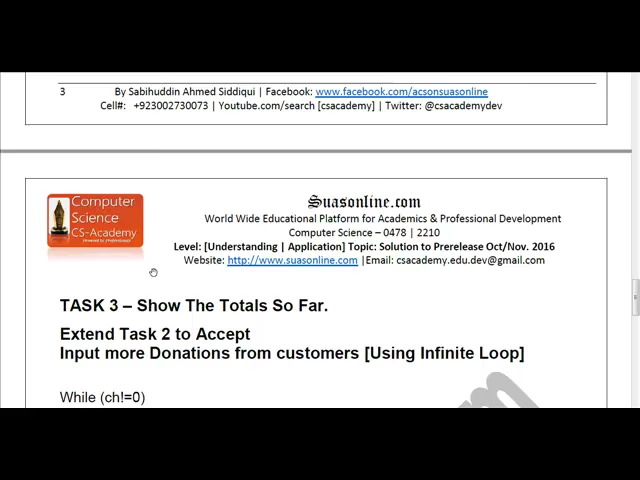 3 By Sabihuddin Ahmed Siddiqui | Facebook: www.facebook.com/acsonsuasonline
Cell#: +923002730073 | Youtube.com/search [csacademy] | Twitter: @csacademydev
Computer
Science
CS-Academy
Suasonline.com
World Wide Educational Platform for Academics & Professional Development
Computer Science – 0478 | 2210
Level: [Understanding | Application] Topic: Solution to Prerelease Oct/Nov. 2016
Website: http://www.suasonline.com |Email: csacademy.edu.dev@gmail.com
TASK 3 – Show The Totals So Far.
Extend Task 2 to Accept
Input more Donations from customers [Using Infinite Loop]
While (ch!=0)